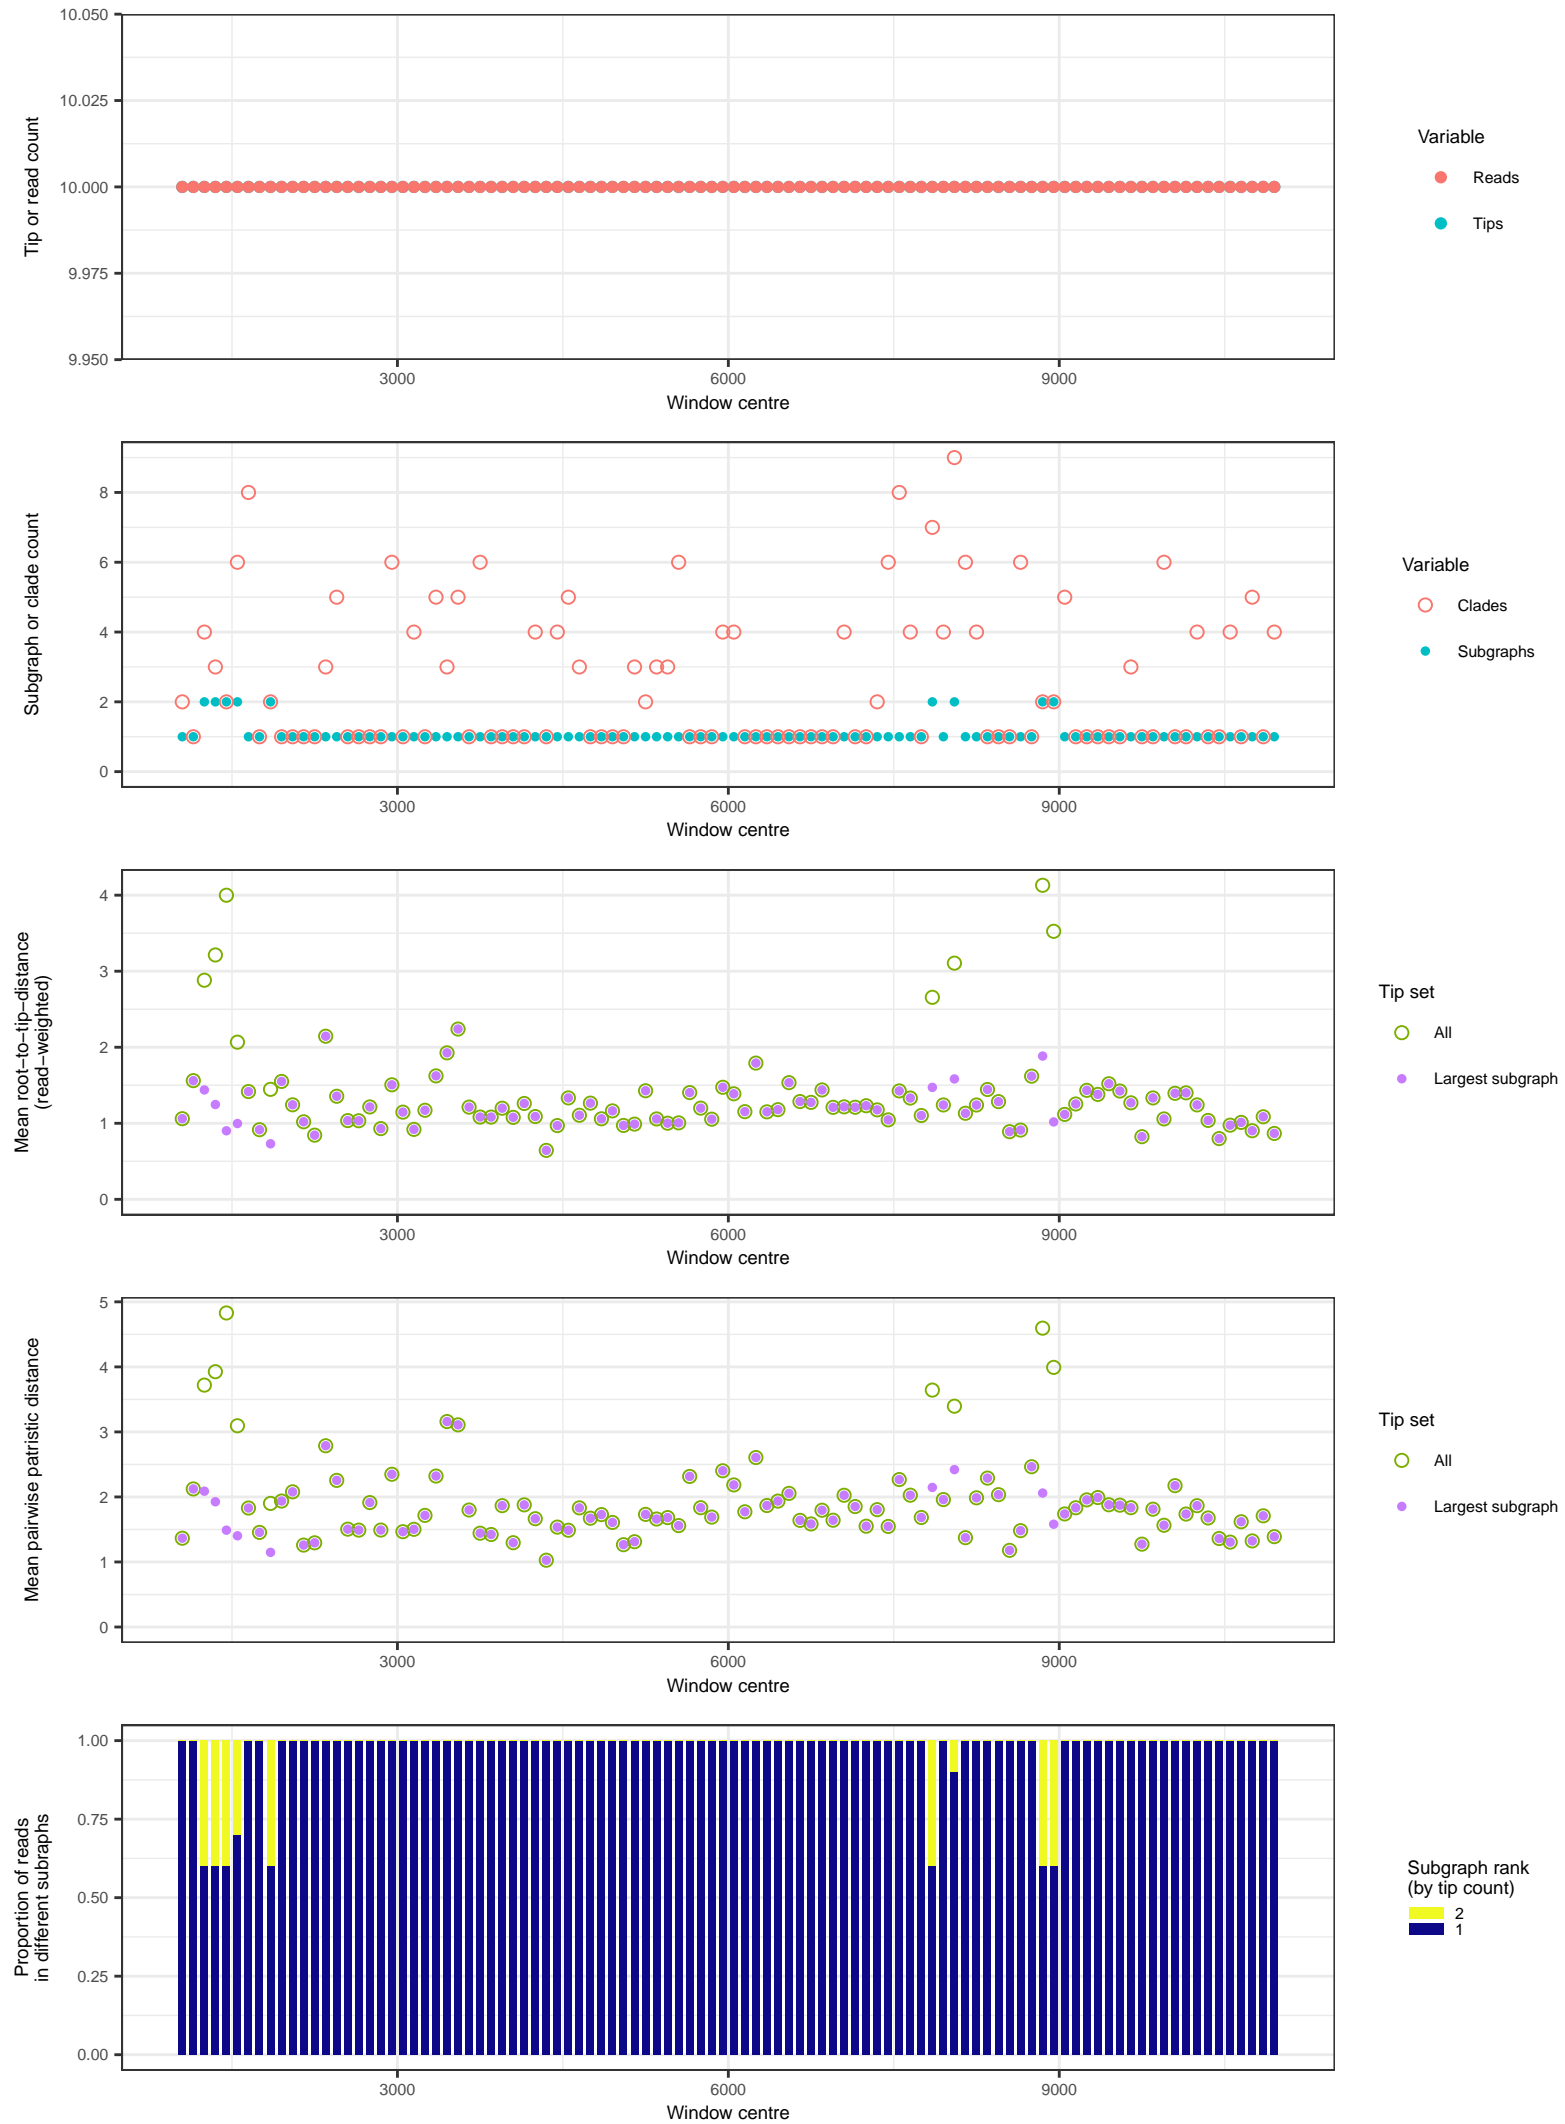 10.050
10.025
10.000
9.975
9.950
Tip or read count
3000
6000
9000
Window centre
Variable
Reads
Tips
8
6
4
2
0
Subgraph or clade count
3000
6000
9000
Window centre
Variable
Clades
Subgraphs
4
3
2
1
0
Mean root−to−tip−distance
(read−weighted)
3000
6000
9000
Window centre
Tip set
All
Largest subgraph
5
4
3
2
1
0
Mean pairwise patristic distance
3000
6000
9000
Window centre
Tip set
All
Largest subgraph
1.00
0.75
0.50
0.25
0.00
Proportion of reads
in different subraphs
3000
6000
9000
Window centre
Subgraph rank
(by tip count)
2
1